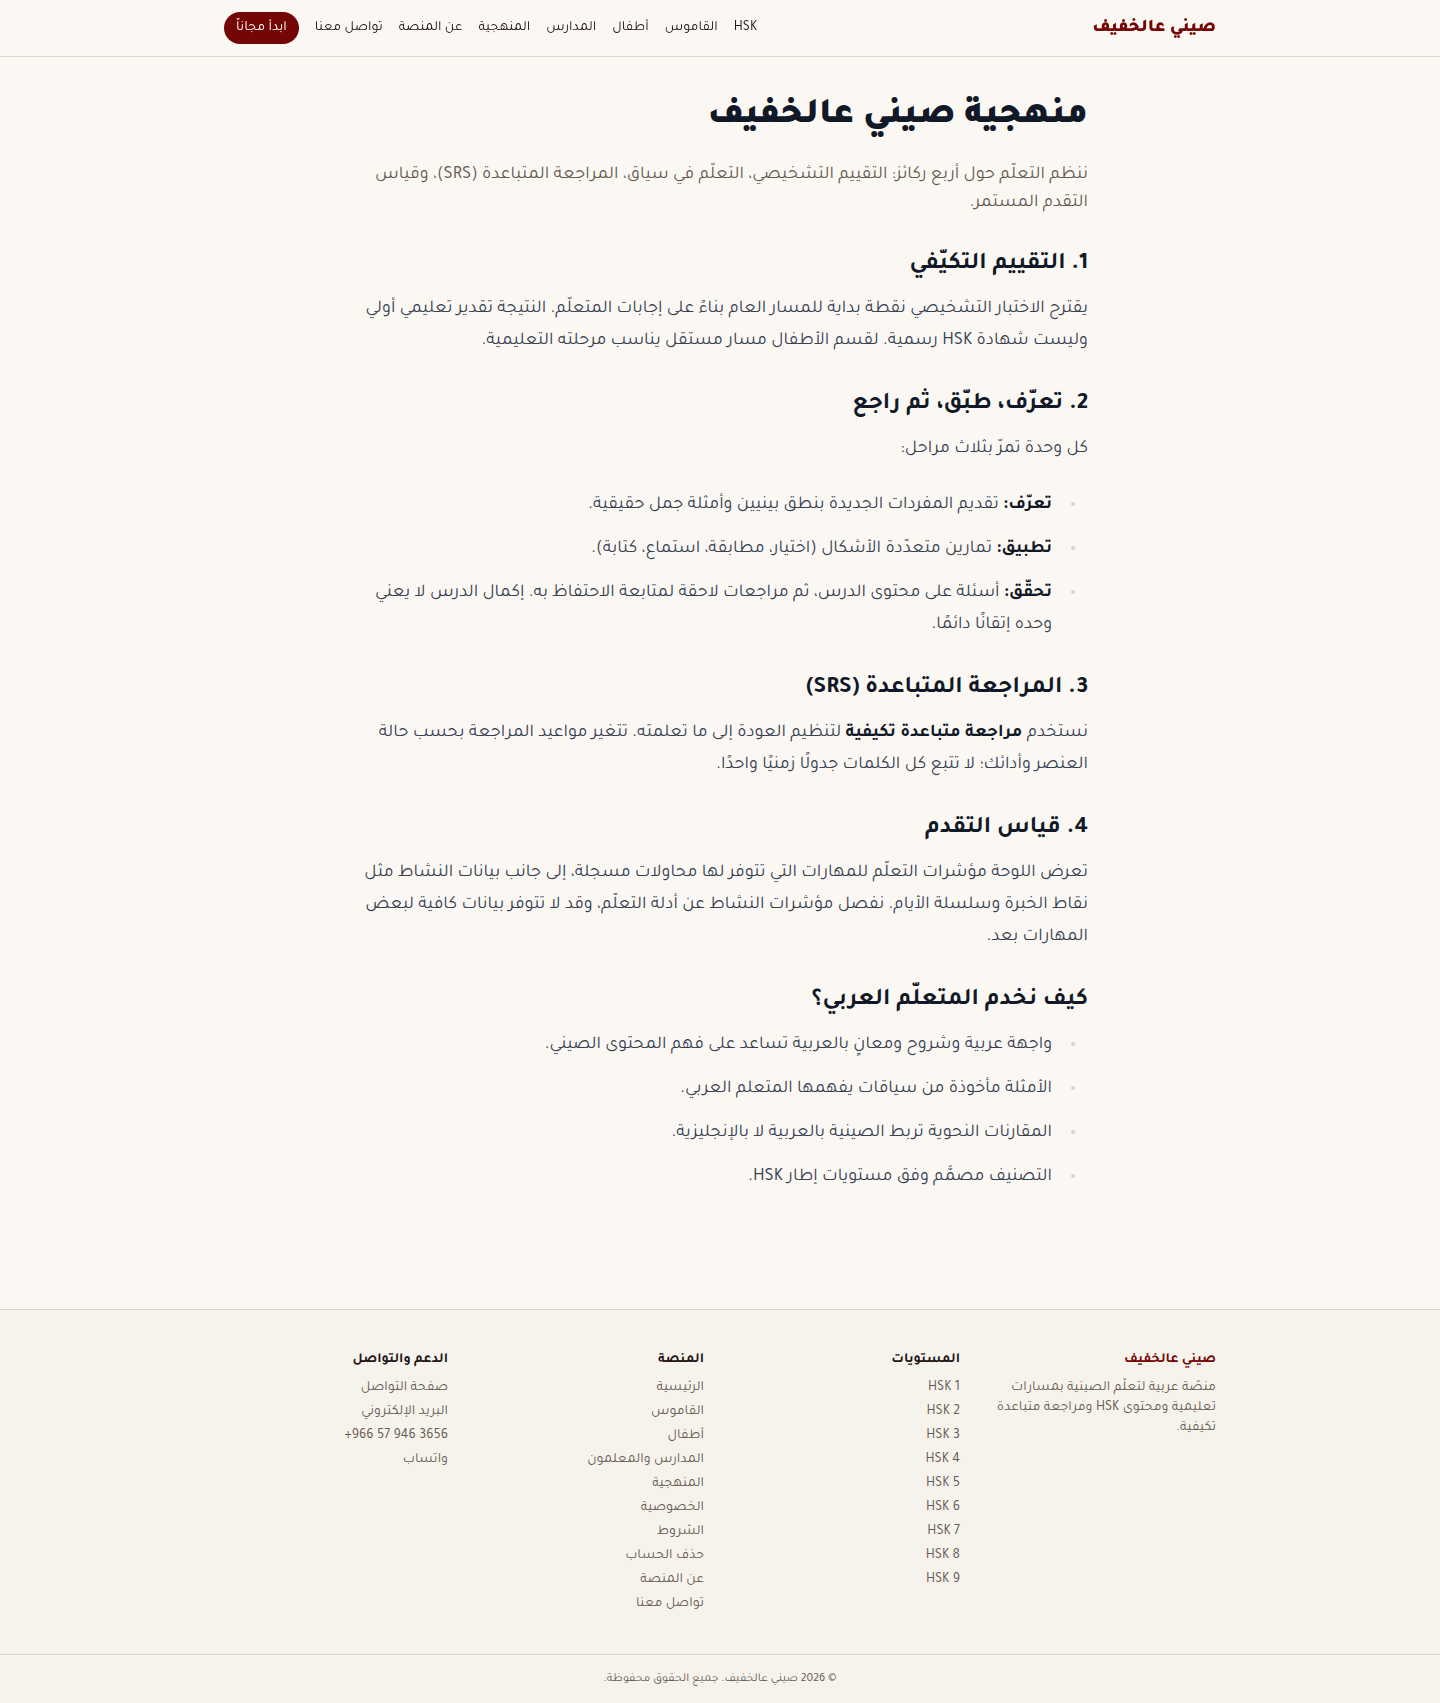 صيني عالخفيف
HSK القاموس أطفال المدارس المنهجية عن المنصة تواصل معنا ابدأ مجاناً
منهجية صيني عالخفيف
ننظم التعلّم حول أربع ركائز: التقييم التشخيصي، التعلّم في سياق، المراجعة المتباعدة (SRS)، وقياس
التقدم المستمر.
1. التقييم التكيّفي
يقترح الاختبار التشخيصي نقطة بداية للمسار العام بناءً على إجابات المتعلّم. النتيجة تقدير تعليمي أولي
وليست شهادة HSK رسمية. لقسم الأطفال مسار مستقل يناسب مرحلته التعليمية.
2. تعرّف، طبّق، ثم راجع
كل وحدة تمرّ بثلاث مراحل:
تعرّف: تقديم المفردات الجديدة بنطق بينيين وأمثلة جمل حقيقية.
تطبيق: تمارين متعدّدة الأشكال (اختيار، مطابقة، استماع، كتابة).
تحقّق: أسئلة على محتوى الدرس، ثم مراجعات لاحقة لمتابعة الاحتفاظ به. إكمال الدرس لا يعني
وحده إتقانًا دائمًا.
3. المراجعة المتباعدة (SRS)
نستخدم مراجعة متباعدة تكيفية لتنظيم العودة إلى ما تعلمته. تتغير مواعيد المراجعة بحسب حالة
العنصر وأدائك؛ لا تتبع كل الكلمات جدولًا زمنيًا واحدًا.
4. قياس التقدم
تعرض اللوحة مؤشرات التعلّم للمهارات التي تتوفر لها محاولات مسجلة، إلى جانب بيانات النشاط مثل
نقاط الخبرة وسلسلة الأيام. نفصل مؤشرات النشاط عن أدلة التعلّم، وقد لا تتوفر بيانات كافية لبعض
المهارات بعد.
كيف نخدم المتعلّم العربي؟
واجهة عربية وشروح ومعانٍ بالعربية تساعد على فهم المحتوى الصيني.
الأمثلة مأخوذة من سياقات يفهمها المتعلم العربي.
المقارنات النحوية تربط الصينية بالعربية لا بالإنجليزية.
التصنيف مصمَّم وفق مستويات إطار HSK.
صيني عالخفيف
منصّة عربية لتعلّم الصينية بمسارات
تعليمية ومحتوى HSK ومراجعة متباعدة
تكيفية.
المستويات
HSK 1
HSK 2
HSK 3
HSK 4
HSK 5
HSK 6
HSK 7
HSK 8
HSK 9
المنصة
الرئيسية
القاموس
أطفال
المدارس والمعلمون
المنهجية
الخصوصية
الشروط
حذف الحساب
عن المنصة
تواصل معنا
الدعم والتواصل
صفحة التواصل
البريد الإلكتروني
+966 57 946 3656
واتساب
© 2026 صيني عالخفيف. جميع الحقوق محفوظة.